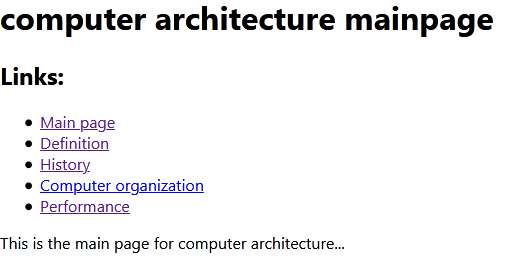 computer architecture mainpage
Links:
Main page
Definition
History
Computer organization
Performance
This is the main page for computer architecture...